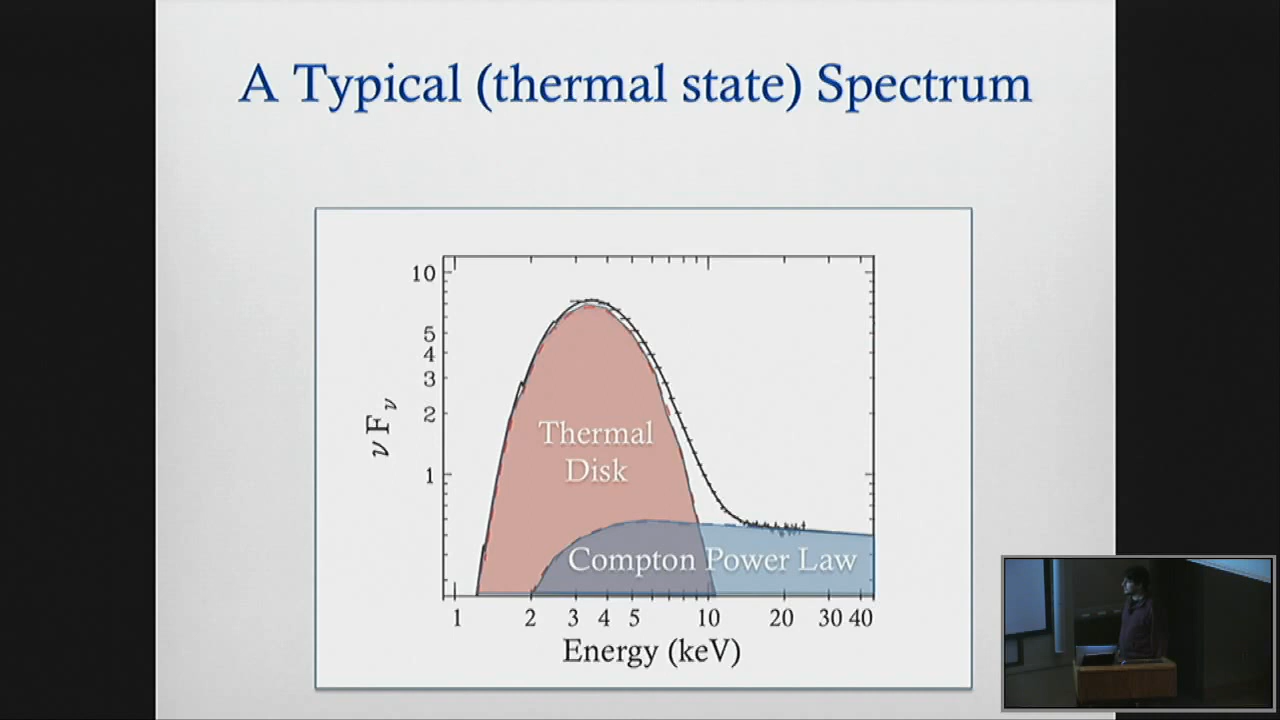 A Typical (thermal state) Spectrum
10
5
4
3
2
1
ν F ν
Thermal
Disk
Compton Power Law
1 2 3 4 5 10 20 30 40
Energy (keV)